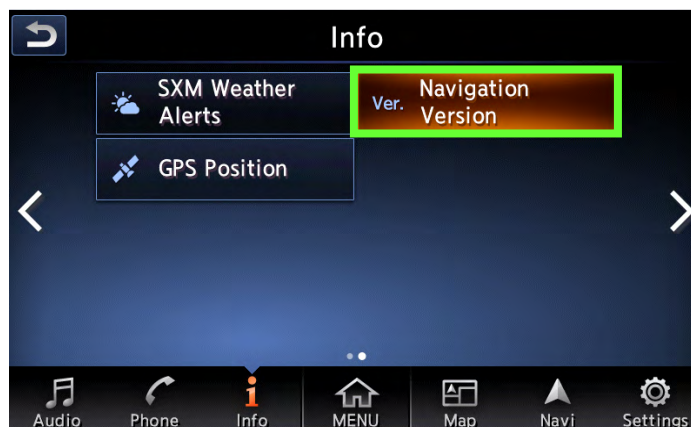 Info
SXM Weather
Alerts
Ver.
Navigation
Version
GPS Position
Audio
Phone
Info
MENU
Map
Navi
Settings